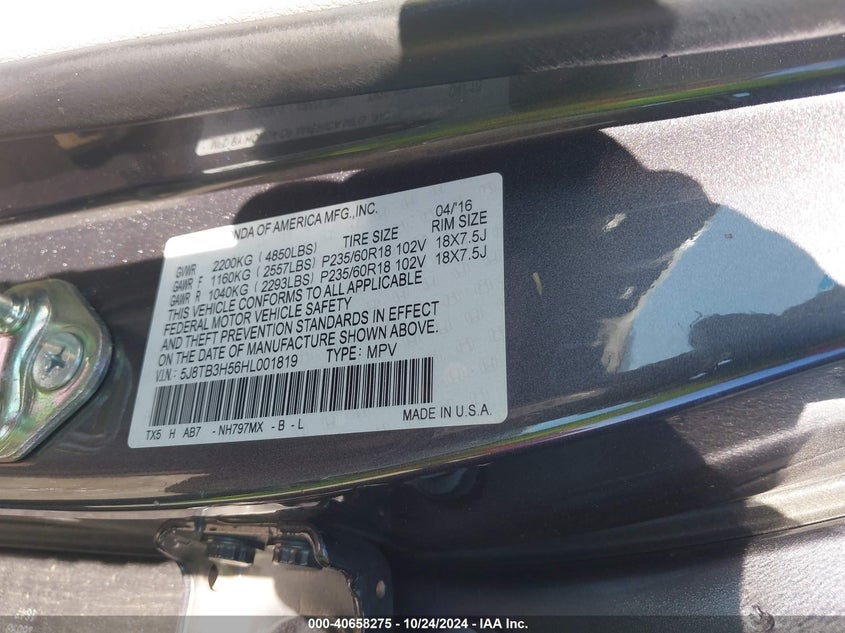 NDA OF AMERICA MFG.,INC. 04/'16
TIRE SIZE RIM SIZE
GVWR 2200KG (4850LBS)
GAWR F 1160KG (2557LBS) P235/60R18 102V 18X7.5J
GAWR R 1040KG (2293LBS) P235/60R18 102V 18X7.5J
THIS VEHICLE CONFORMS TO ALL APPLICABLE
FEDERAL MOTOR VEHICLE SAFETY
AND THEFT PREVENTION STANDARDS IN EFFECT
ON THE DATE OF MANUFACTURE SHOWN ABOVE.
V.I.N.: 5J8TB3H56HL001819 TYPE: MPV
TX5 H AB7 -NH797MX -B -L MADE IN U.S.A.
000-40658275 - 10/24/2024 - IAAI Inc.